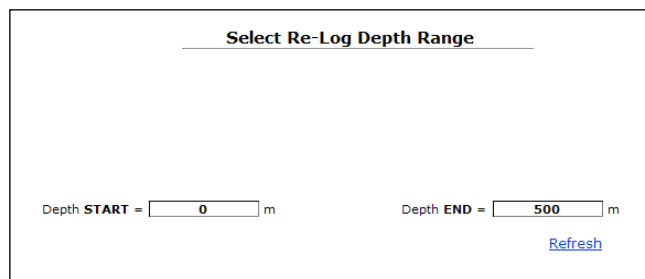 Select Re-Log Depth Range
Depth START = 0 m Depth END = 500 m
Refresh